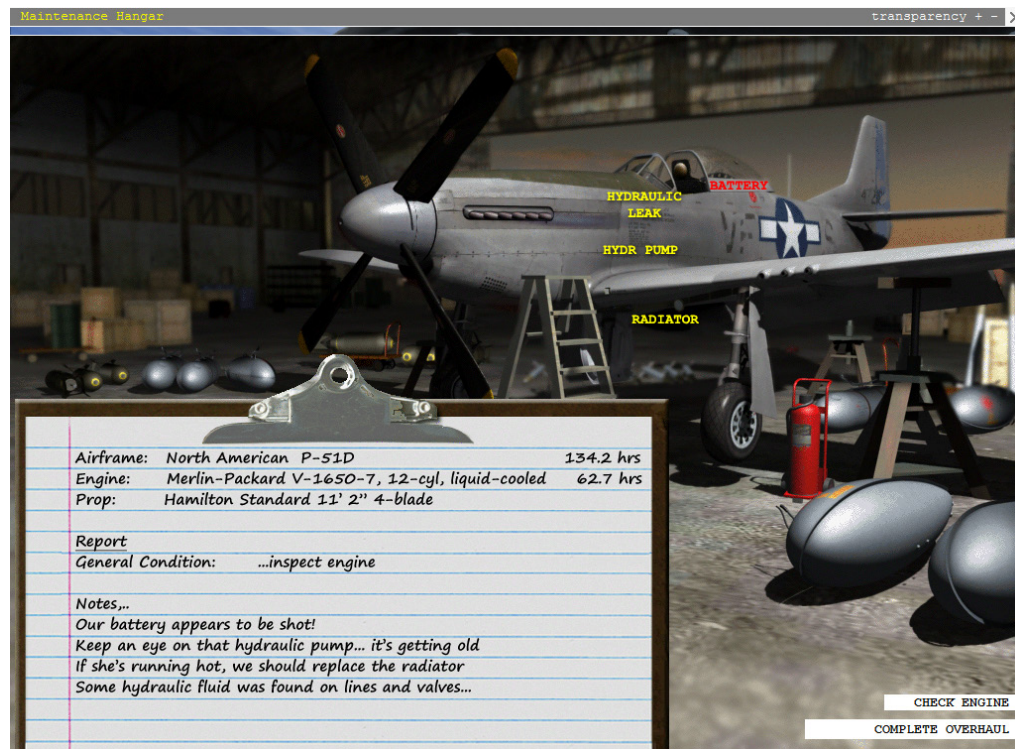 Maintenance Hangar
transparency + -
BATTERY
HYDRAULIC
LEAK
HYDR PUMP
RADIATOR
Airframe: North American P-51D 134.2 hrs
Engine: Merlin-Packard V-1650-7, 12-cyl, liquid-cooled 62.7 hrs
Prop: Hamilton Standard 11' 2" 4-blade
Report
General Condition: ...inspect engine
Notes,..
Our battery appears to be shot!
Keep an eye on that hydraulic pump... it's getting old
If she's running hot, we should replace the radiator
Some hydraulic fluid was found on lines and valves...
CHECK ENGINE
COMPLETE OVERHAUL